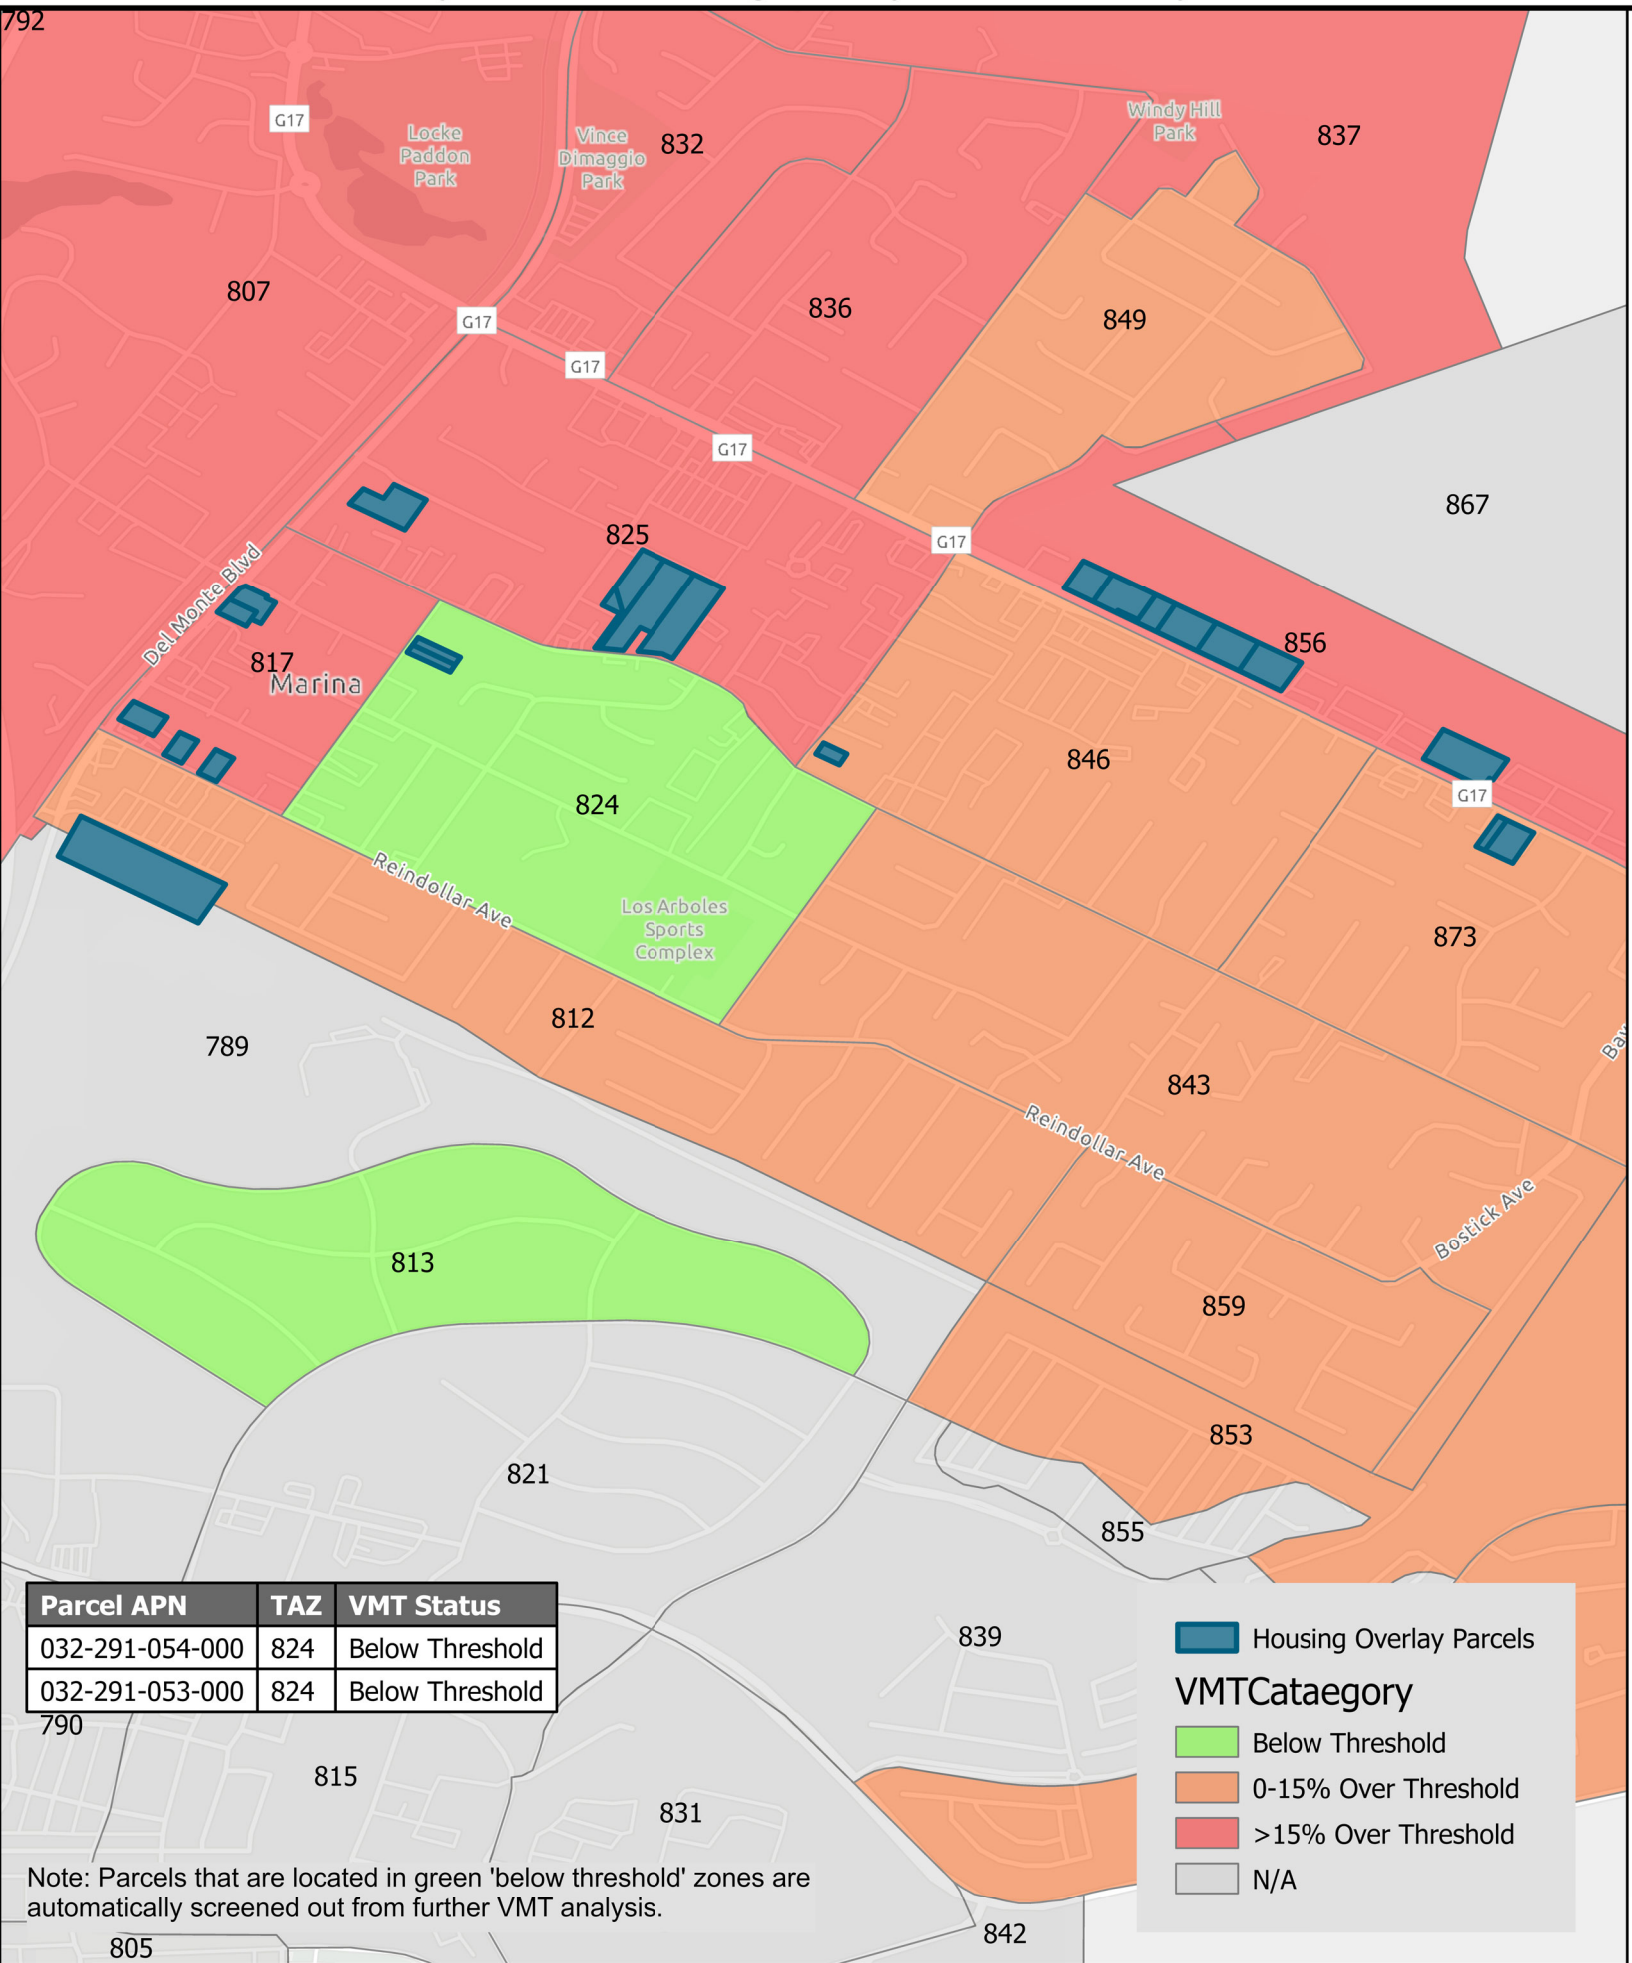 792
G17
Locke
Paddon
Park
Vince
Dimaggio
Park
832
Windy Hill
Park
837
807
G17
836
849
G17
G17
867
825
G17
Del Monte Blvd
856
817
Marina
846
824
G17
Reindollar Ave
Los Arboles
Sports
Complex
873
812
789
843
Reindollar Ave
Bostick Ave
813
859
853
821
855
Parcel APN TAZ VMT Status
032-291-054-000 824 Below Threshold
032-291-053-000 824 Below Threshold
790
839
815
831
Housing Overlay Parcels
VMTCataegory
Below Threshold
0-15% Over Threshold
>15% Over Threshold
N/A
Note: Parcels that are located in green 'below threshold' zones are
automatically screened out from further VMT analysis.
842
805